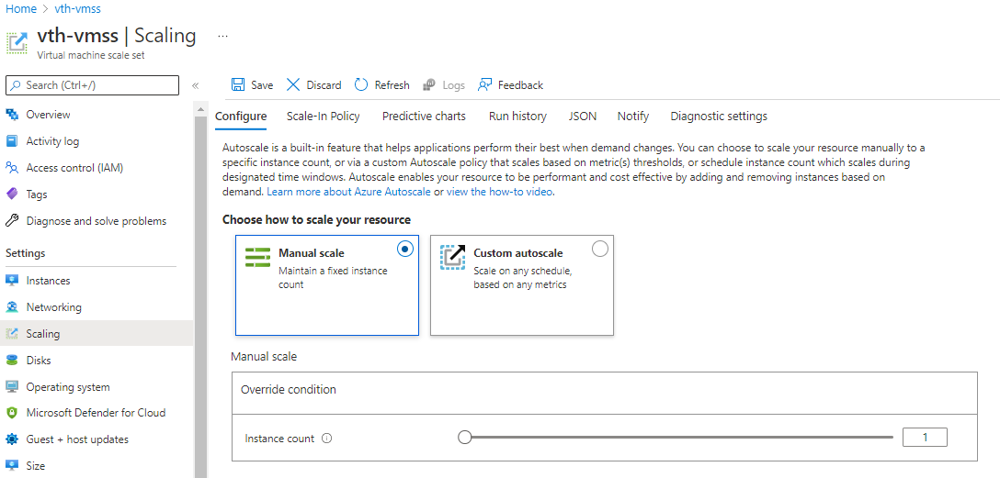 Home > vth-vmss
vth-vmss | Scaling ...
Virtual machine scale set
Search (Ctrl+/)
«
Save
Discard
Refresh
Logs
Feedback
Overview
Activity log
Access control (IAM)
Tags
Diagnose and solve problems
Settings
Instances
Networking
Scaling
Disks
Operating system
Microsoft Defender for Cloud
Guest + host updates
Size
Configure
Scale-In Policy
Predictive charts
Run history
JSON
Notify
Diagnostic settings
Autoscale is a built-in feature that helps applications perform their best when demand changes. You can choose to scale your resource manually to a
specific instance count, or via a custom Autoscale policy that scales based on metric(s) thresholds, or schedule instance count which scales during
designated time windows. Autoscale enables your resource to be performant and cost effective by adding and removing instances based on
demand. Learn more about Azure Autoscale or view the how-to video.
Choose how to scale your resource
Manual scale
Maintain a fixed instance
count
Custom autoscale
Scale on any schedule,
based on any metrics
Manual scale
Override condition
Instance count
1